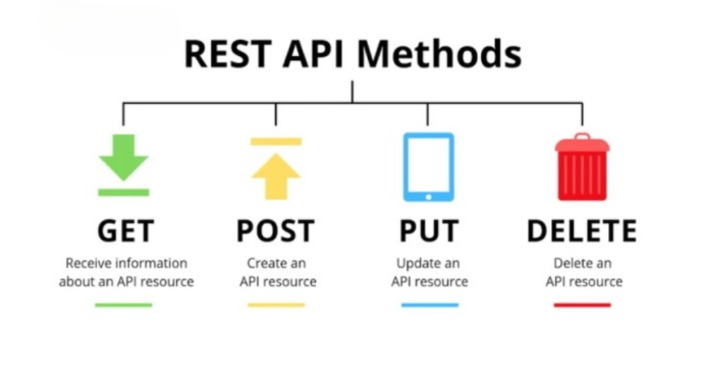 REST API Methods
GET
Receive information
about an API resource
POST
Create an
API resource
PUT
Update an
API resource
DELETE
Delete an
API resource